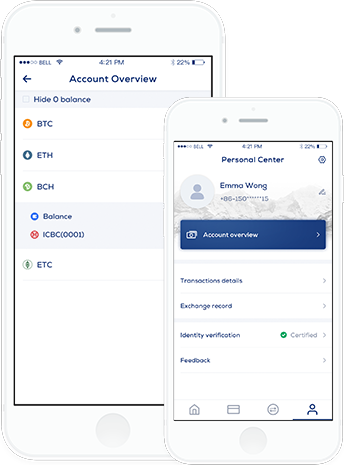 BELL 4:21 PM 22%
Account Overview
Hide 0 balance
BTC
ETH
BCH
Balance
ICBC(0001)
ETC
BELL 4:21 PM 22%
Personal Center
Emma Wong
+86-150******15
Account overview
Transactions details
Exchange record
Identity verification Certified
Feedback